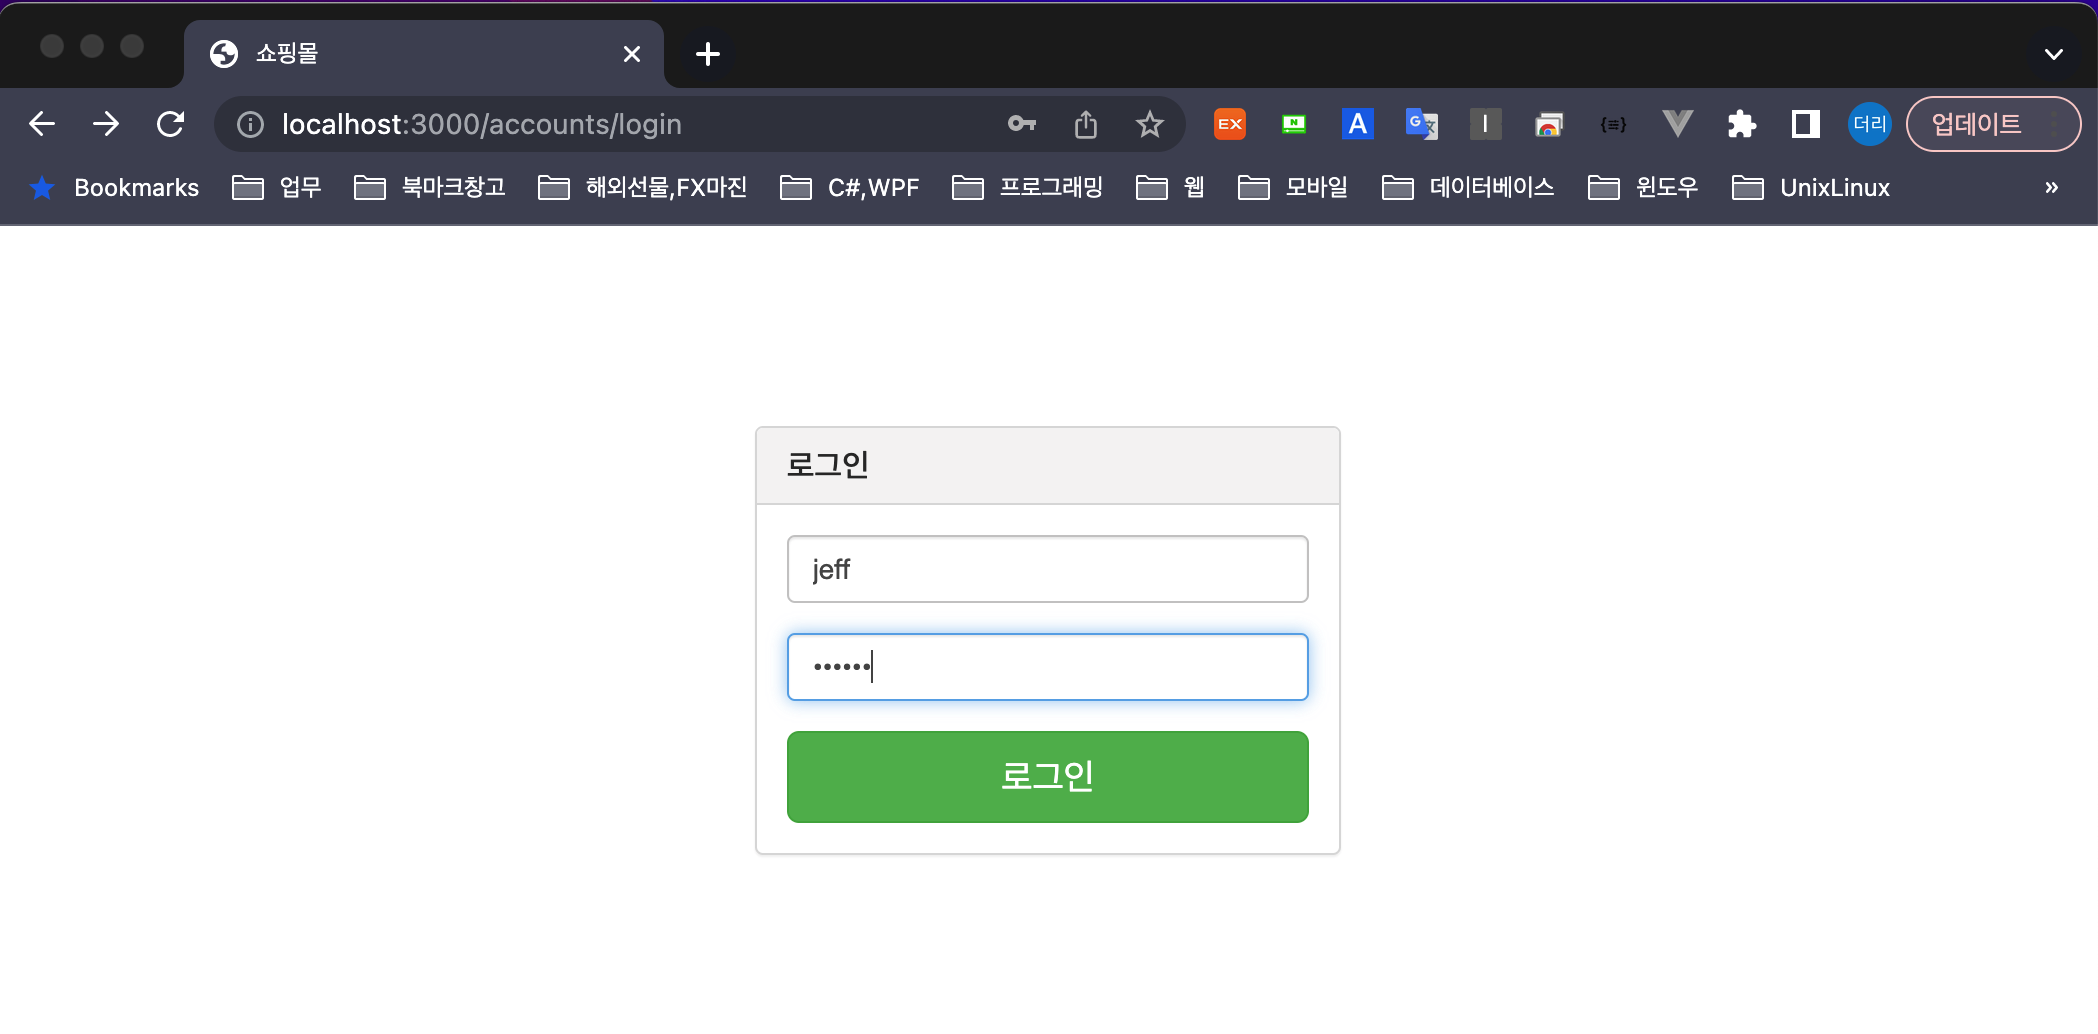 쇼핑몰
localhost:3000/accounts/login
EX N A G 文 I {≡} 더리 업데이트
Bookmarks 업무 북마크창고 해외선물,FX마진 C#,WPF 프로그래밍 웹 모바일 데이터베이스 윈도우 UnixLinux »
로그인
jeff
••••••
로그인